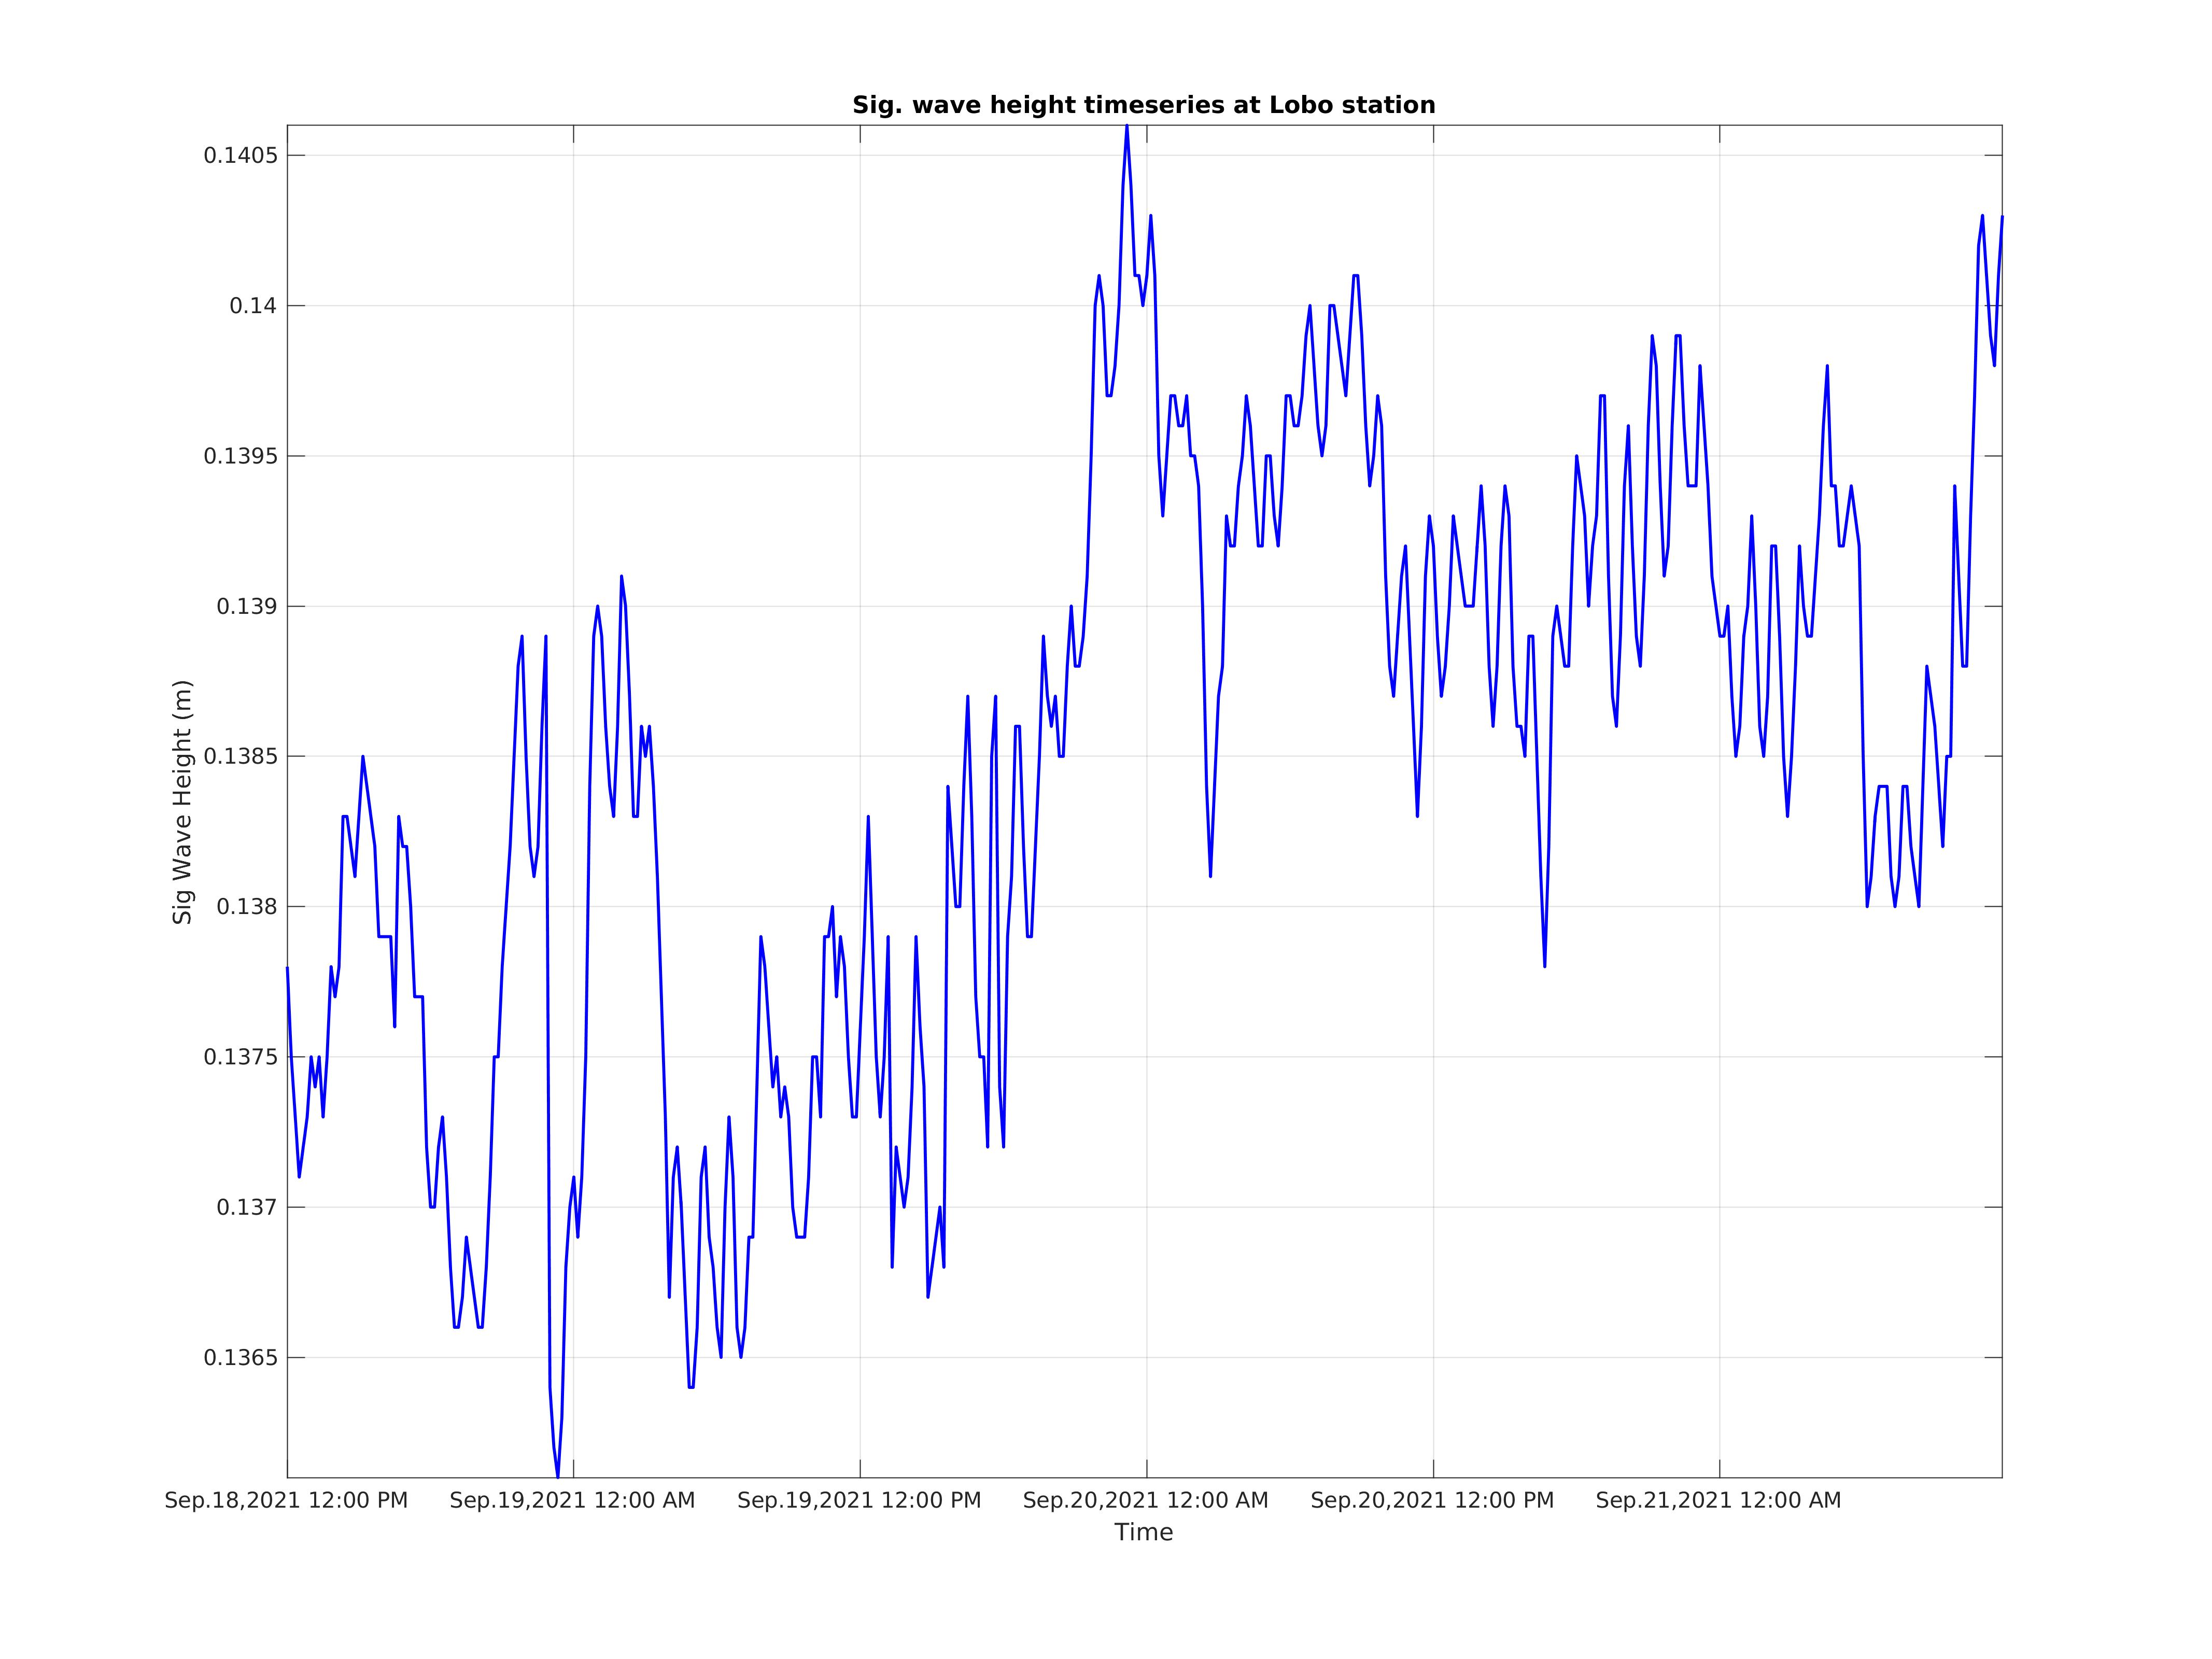 Sig. wave height timeseries at Lobo station
0.1405
0.14
0.1395
0.139
0.1385
0.138
0.1375
0.137
0.1365
Sig Wave Height (m)
Sep.18,2021 12:00 PM Sep.19,2021 12:00 AM Sep.19,2021 12:00 PM Sep.20,2021 12:00 AM Sep.20,2021 12:00 PM Sep.21,2021 12:00 AM
Time